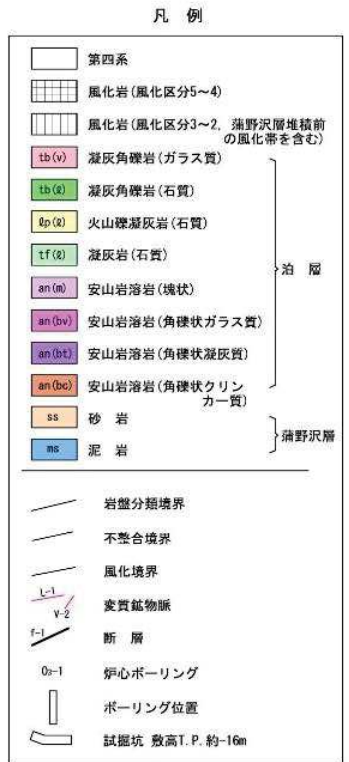 凡 例
第四系
風化岩(風化区分5~4)
風化岩(風化区分3~2, 蒲野沢層堆積前
の風化帯を含む)
tb(v) 凝灰角礫岩(ガラス質)
tb(ℓ) 凝灰角礫岩(石質)
ℓp(ℓ) 火山礫凝灰岩(石質)
tf(ℓ) 凝灰岩(石質)
an(m) 安山岩溶岩(塊状)
泊 層
an(bv) 安山岩溶岩(角礫状ガラス質)
an(bt) 安山岩溶岩(角礫状凝灰質)
an(bc) 安山岩溶岩(角礫状クリン
カー質)
ss 砂 岩
蒲野沢層
ms 泥 岩
岩盤分類境界
不整合境界
風化境界
L-1
V-2
変質鉱物脈
f-1 断 層
O₃-1 炉心ボーリング
ボーリング位置
試掘坑 敷高T.P.約-16m